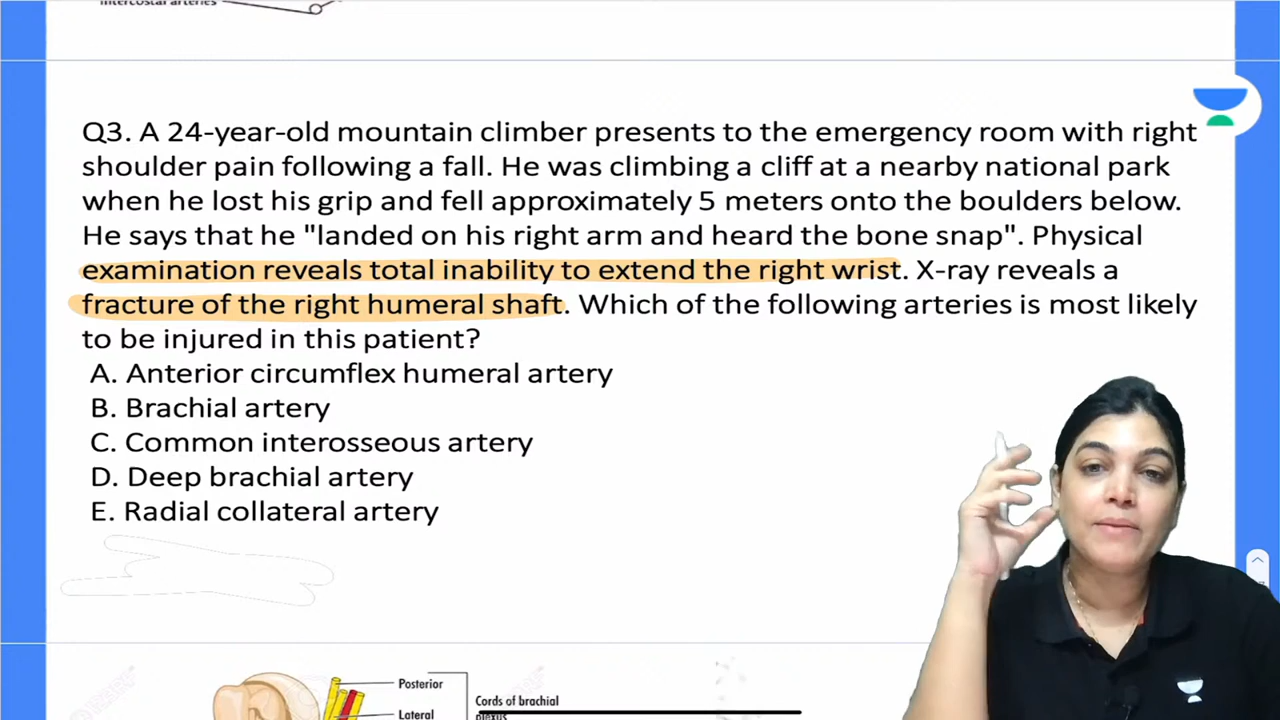 intercostal arteries
Q3. A 24-year-old mountain climber presents to the emergency room with right
shoulder pain following a fall. He was climbing a cliff at a nearby national park
when he lost his grip and fell approximately 5 meters onto the boulders below.
He says that he "landed on his right arm and heard the bone snap". Physical
examination reveals total inability to extend the right wrist. X-ray reveals a
fracture of the right humeral shaft. Which of the following arteries is most likely
to be injured in this patient?
A. Anterior circumflex humeral artery
B. Brachial artery
C. Common interosseous artery
D. Deep brachial artery
E. Radial collateral artery
Posterior
Lateral
Cords of brachial
plexus